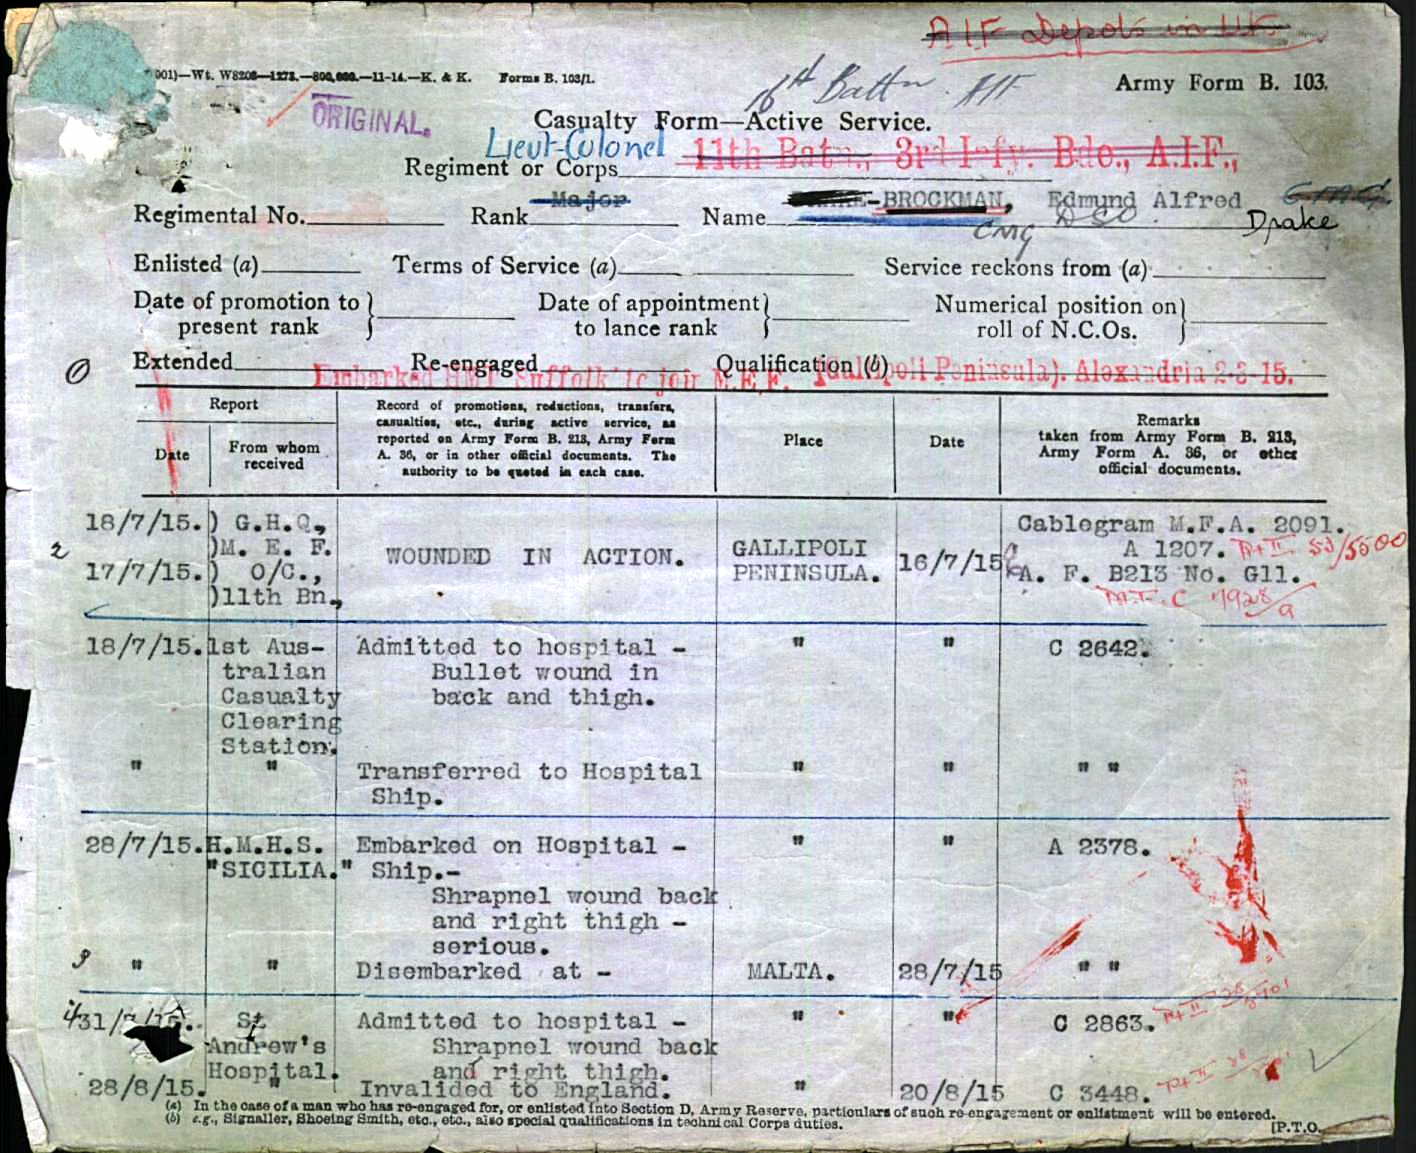 A.I.F Depots in UK
001)—Wt. W8208—1273.—800,000.—11-14.—K. & K. Forms B. 103/1.
16th Battn. AIF
Army Form B. 103.
ORIGINAL.
Casualty Form—Active Service.
Lieut-Colonel
Regiment or Corps 11th Batn., 3rd Infy. Bde., A.I.F.,
Regimental No. Rank Major Name -BROCKMAN, Edmund Alfred C.M.G.
CMG DSO Drake
Enlisted (a) Terms of Service (a) Service reckons from (a)
Date of promotion to } Date of appointment } Numerical position on }
present rank to lance rank roll of N.C.Os.
O Extended Re-engaged Qualification (b)
Embarked HMT 'Suffolk' to join M.E.F. (Gallipoli Peninsula). Alexandria 2-3-15.
Report
Date
From whom
received
Record of promotions, reductions, transfers,
casualties, etc., during active service, as
reported on Army Form B. 213, Army Form
A. 36, or in other official documents. The
authority to be quoted in each case.
Place
Date
Remarks
taken from Army Form B. 213,
Army Form A. 36, or other
official documents.
18/7/15. ) G.H.Q., Cablegram M.F.A. 2091.
2 )M. E. F. WOUNDED IN ACTION. GALLIPOLI 16/7/15 A 1207. Pt II 53/5500
17/7/15. ) O/C., PENINSULA. A. F. B213 No. G11.
)11th Bn.,
18/7/15. 1st Aus- Admitted to hospital - " " C 2642.
tralian Bullet wound in
Casualty back and thigh.
Clearing
Station.
" " Transferred to Hospital " " " "
Ship.
28/7/15. H.M.H.S. Embarked on Hospital - " " A 2378.
"SICILIA." Ship.-
Shrapnel wound back
and right thigh -
serious.
3 " " Disembarked at - MALTA. 28/7/15 " "
31/7/15. St. Admitted to hospital - " " C 2863.
Andrew's Shrapnel wound back
Hospital. and right thigh.
28/8/15. " Invalided to England. " 20/8/15 C 3448.
(a) In the case of a man who has re-engaged for, or enlisted into Section D, Army Reserve, particulars of such re-engagement or enlistment will be entered.
(b) e.g., Signaller, Shoeing Smith, etc., etc., also special qualifications in technical Corps duties.
[P.T.O.